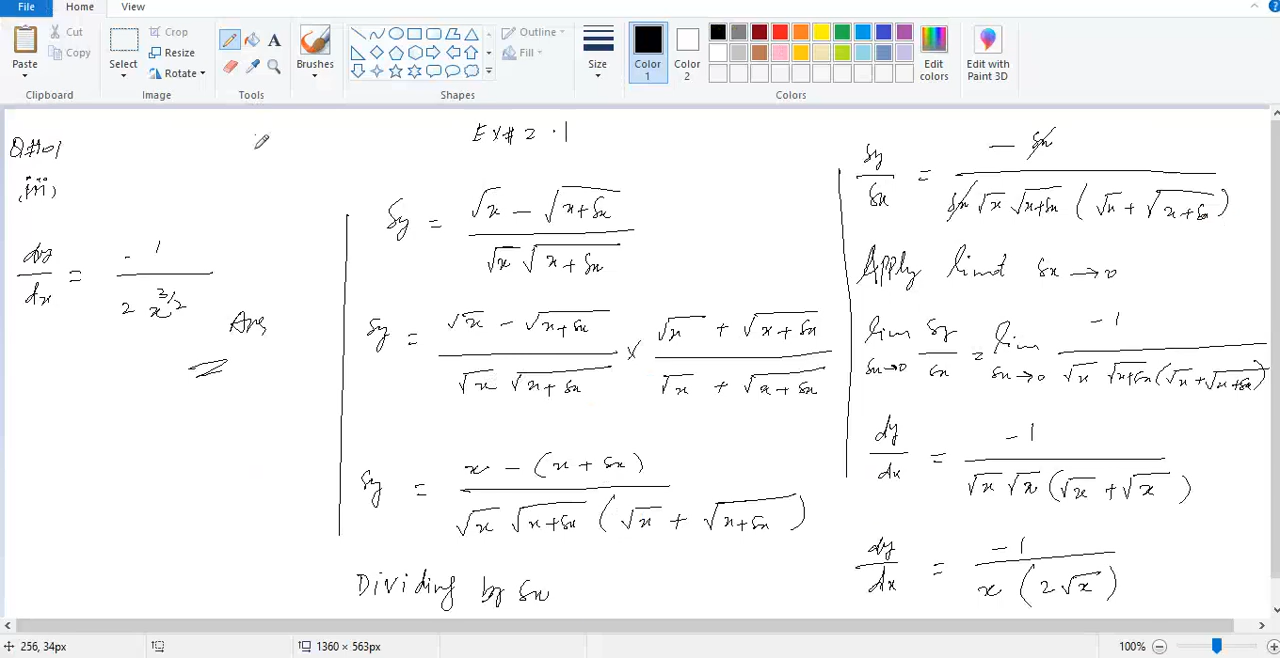 File
Home
View
Paste
Cut
Copy
Clipboard
Select
Crop
Resize
Rotate
Image
A
Tools
Brushes
Outline
Fill
Shapes
Size
Color 1
Color 2
Edit colors
Colors
Edit with Paint 3D
EX# 2.1
Q#01
dy/dx = -1 / (2 x^(3/2))
Ans
δy = (√x − √(x+δx)) / (√x √(x+δx))
δy = (√x − √(x+δx)) / (√x √(x+δx)) × (√x + √(x+δx)) / (√x + √(x+δx))
δy = (x − (x + δx)) / (√x √(x+δx) (√x + √(x+δx)))
Dividing by δx
δy/δx = −δx / (δx √x √(x+δx) (√x + √(x+δx)))
Apply limit δx → 0
lim δx→0 δy/δx = lim δx→0 −1 / (√x √(x+δx) (√x + √(x+δx)))
dy/dx = −1 / (√x √x (√x + √x))
dy/dx = −1 / (x (2√x))
256, 34px
1360 × 563px
100%